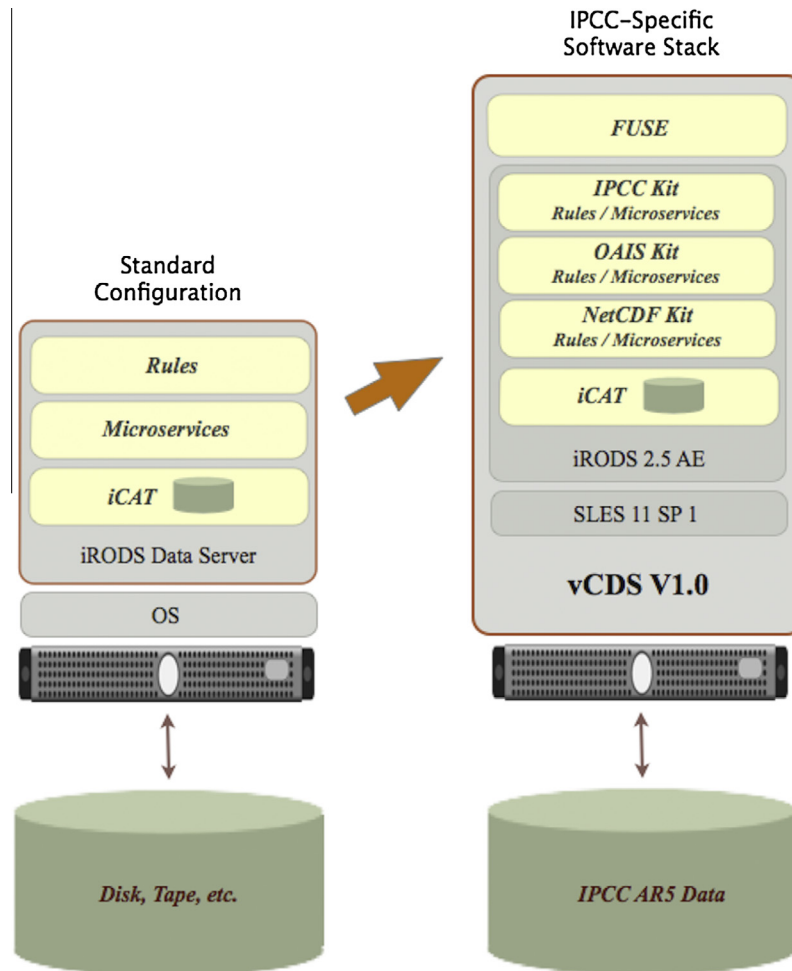 IPCC-Specific
Software Stack
FUSE
IPCC Kit
Rules / Microservices
OAIS Kit
Rules / Microservices
NetCDF Kit
Rules / Microservices
iCAT
iRODS 2.5 AE
SLES 11 SP 1
vCDS V1.0
IPCC AR5 Data
Standard
Configuration
Rules
Microservices
iCAT
iRODS Data Server
OS
Disk, Tape, etc.